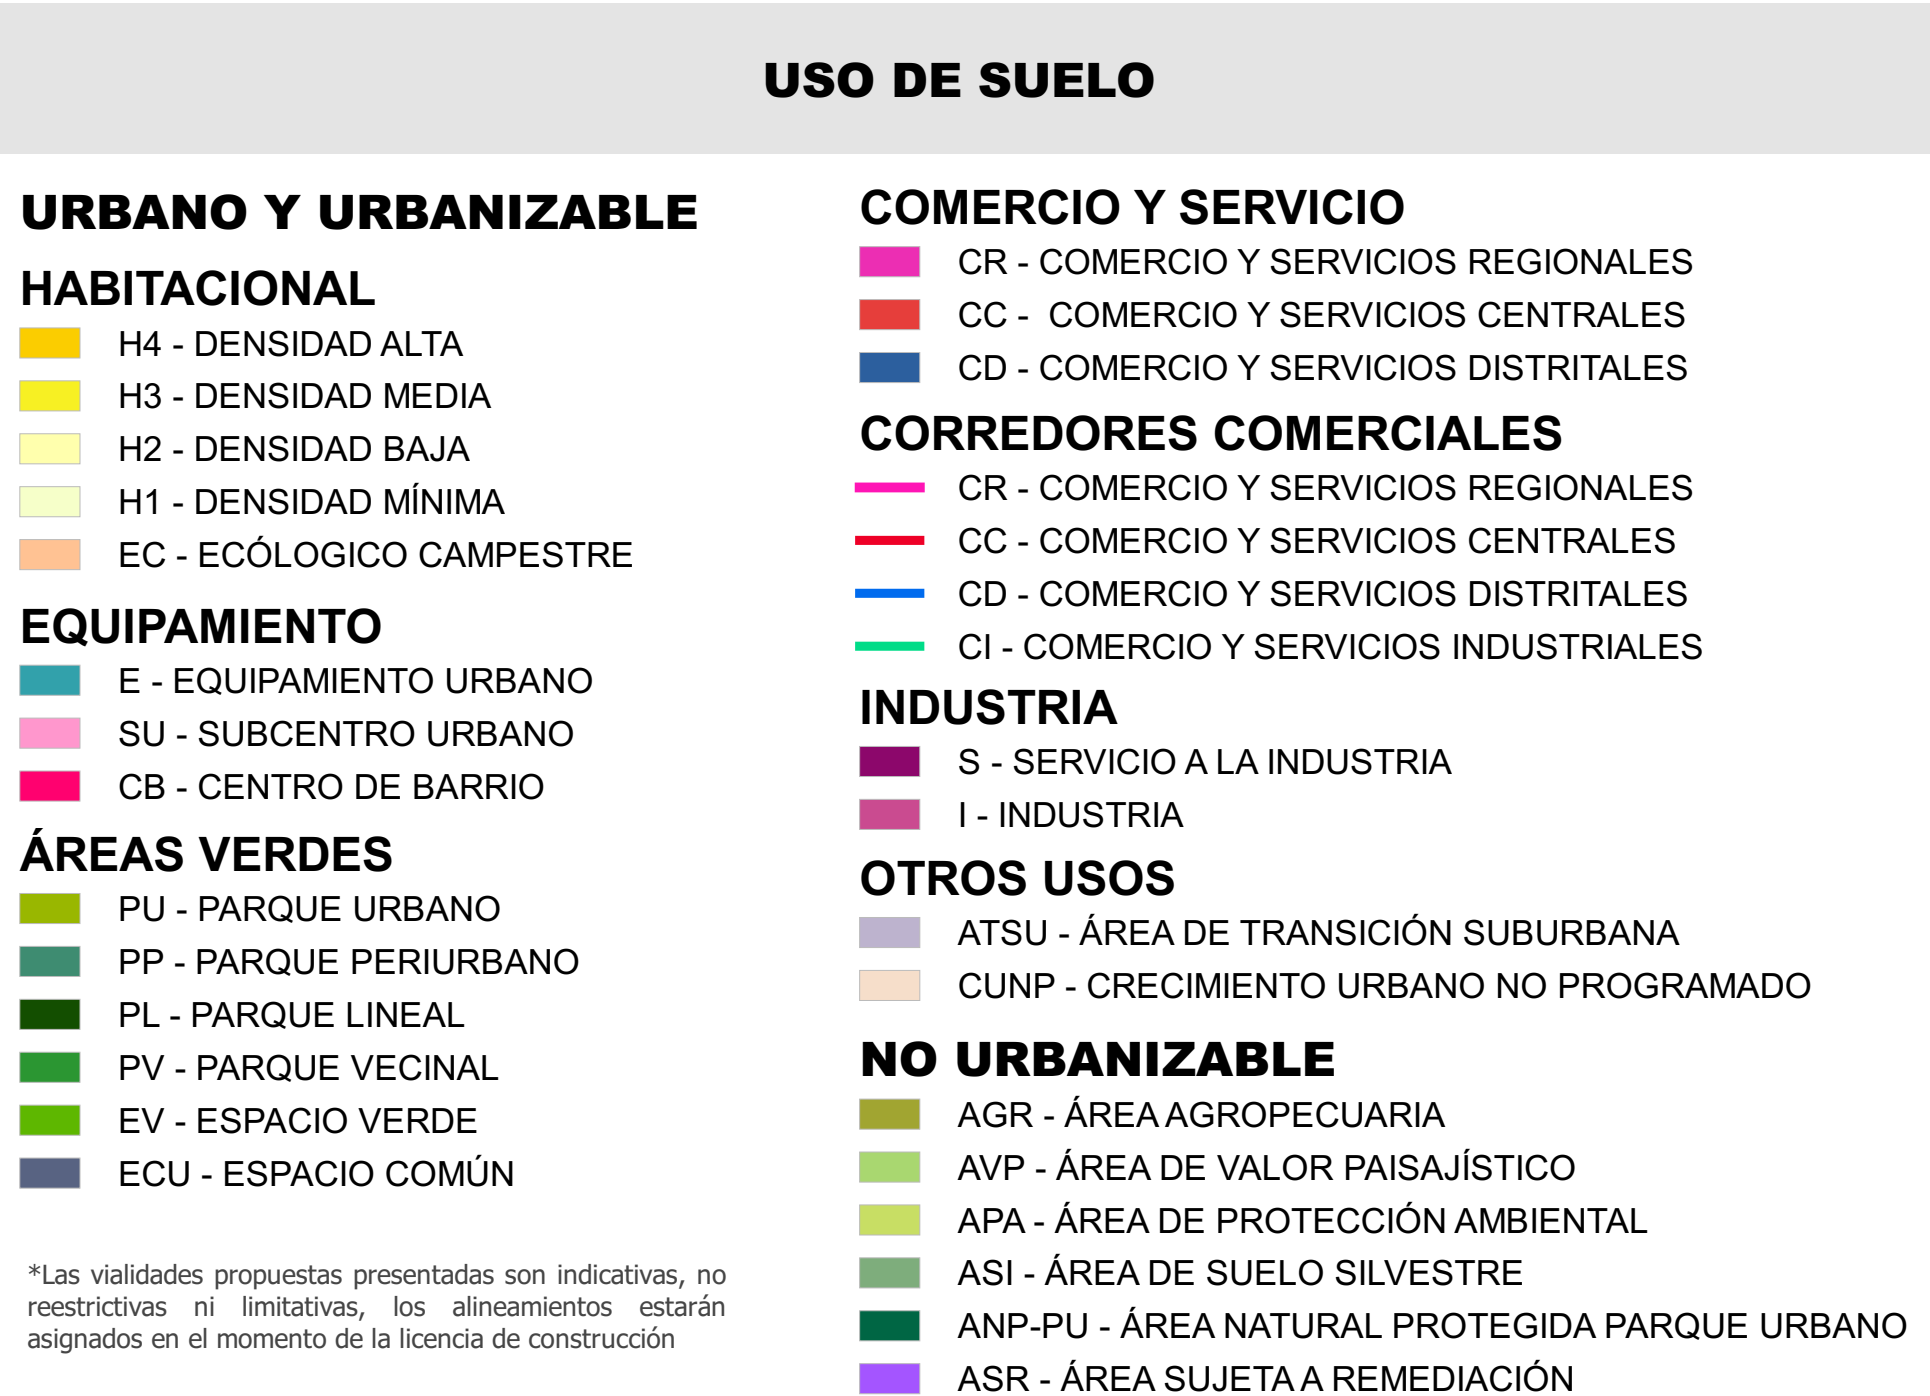 USO DE SUELO
URBANO Y URBANIZABLE
HABITACIONAL
H4 - DENSIDAD ALTA
H3 - DENSIDAD MEDIA
H2 - DENSIDAD BAJA
H1 - DENSIDAD MÍNIMA
EC - ECÓLOGICO CAMPESTRE
EQUIPAMIENTO
E - EQUIPAMIENTO URBANO
SU - SUBCENTRO URBANO
CB - CENTRO DE BARRIO
ÁREAS VERDES
PU - PARQUE URBANO
PP - PARQUE PERIURBANO
PL - PARQUE LINEAL
PV - PARQUE VECINAL
EV - ESPACIO VERDE
ECU - ESPACIO COMÚN
*Las vialidades propuestas presentadas son indicativas, no
reestrictivas ni limitativas, los alineamientos estarán
asignados en el momento de la licencia de construcción
COMERCIO Y SERVICIO
CR - COMERCIO Y SERVICIOS REGIONALES
CC - COMERCIO Y SERVICIOS CENTRALES
CD - COMERCIO Y SERVICIOS DISTRITALES
CORREDORES COMERCIALES
CR - COMERCIO Y SERVICIOS REGIONALES
CC - COMERCIO Y SERVICIOS CENTRALES
CD - COMERCIO Y SERVICIOS DISTRITALES
CI - COMERCIO Y SERVICIOS INDUSTRIALES
INDUSTRIA
S - SERVICIO A LA INDUSTRIA
I - INDUSTRIA
OTROS USOS
ATSU - ÁREA DE TRANSICIÓN SUBURBANA
CUNP - CRECIMIENTO URBANO NO PROGRAMADO
NO URBANIZABLE
AGR - ÁREA AGROPECUARIA
AVP - ÁREA DE VALOR PAISAJÍSTICO
APA - ÁREA DE PROTECCIÓN AMBIENTAL
ASI - ÁREA DE SUELO SILVESTRE
ANP-PU - ÁREA NATURAL PROTEGIDA PARQUE URBANO
ASR - ÁREA SUJETA A REMEDIACIÓN